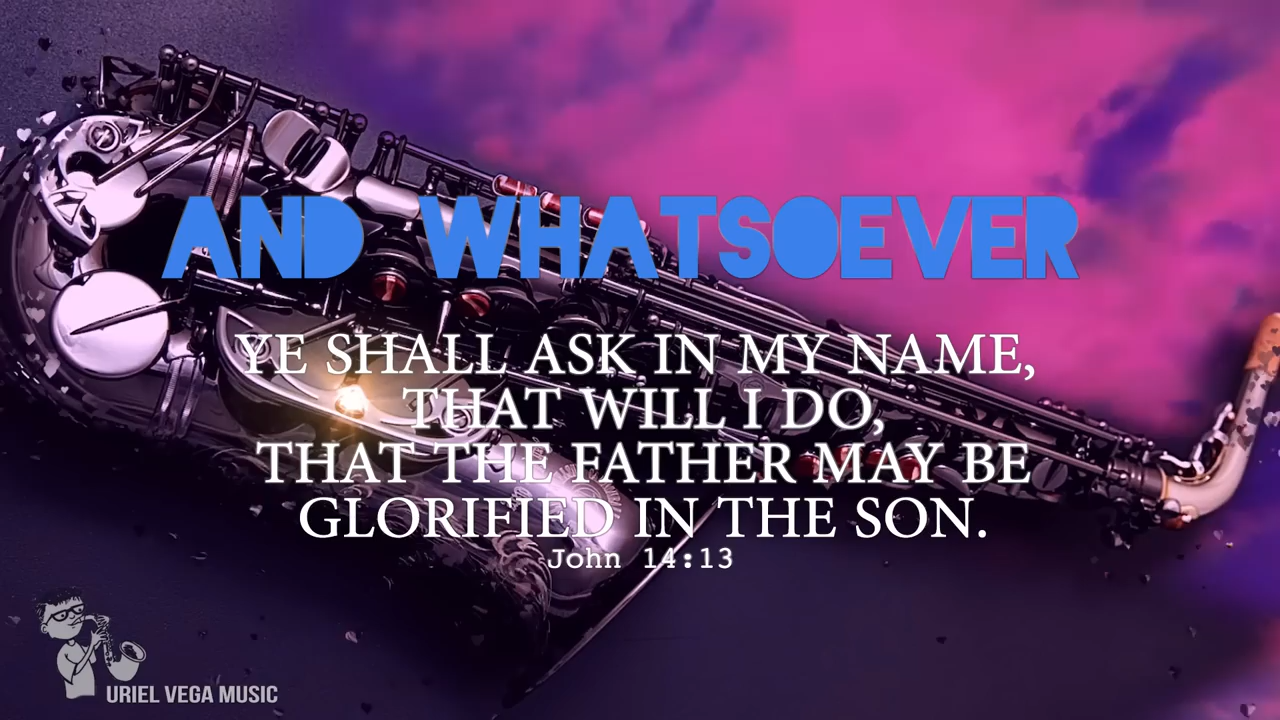 AND WHATSOEVER
YE SHALL ASK IN MY NAME,
THAT WILL I DO,
THAT THE FATHER MAY BE
GLORIFIED IN THE SON.
John 14:13
URIEL VEGA MUSIC